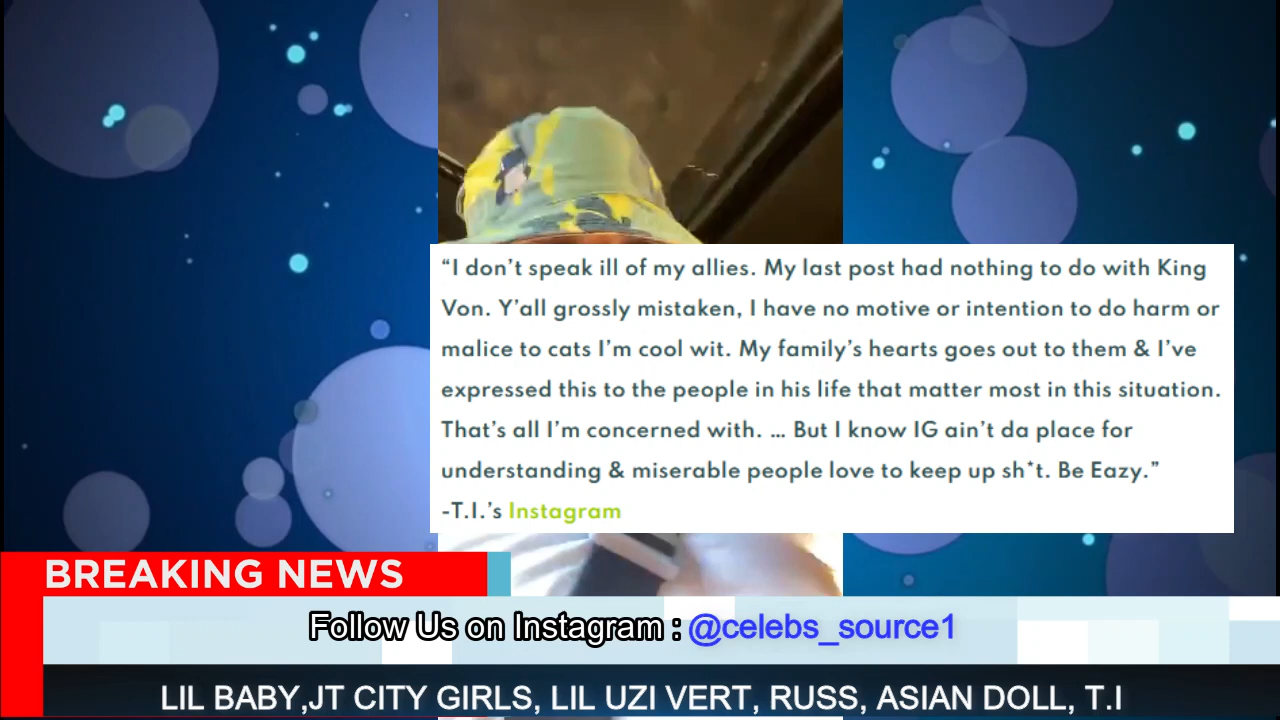 “I don’t speak ill of my allies. My last post had nothing to do with King
Von. Y’all grossly mistaken, I have no motive or intention to do harm or
malice to cats I’m cool wit. My family’s hearts goes out to them & I’ve
expressed this to the people in his life that matter most in this situation.
That’s all I’m concerned with. ... But I know IG ain’t da place for
understanding & miserable people love to keep up sh*t. Be Eazy.”
-T.I.’s Instagram
BREAKING NEWS
Follow Us on Instagram : @celebs_source1
LIL BABY,JT CITY GIRLS, LIL UZI VERT, RUSS, ASIAN DOLL, T.I